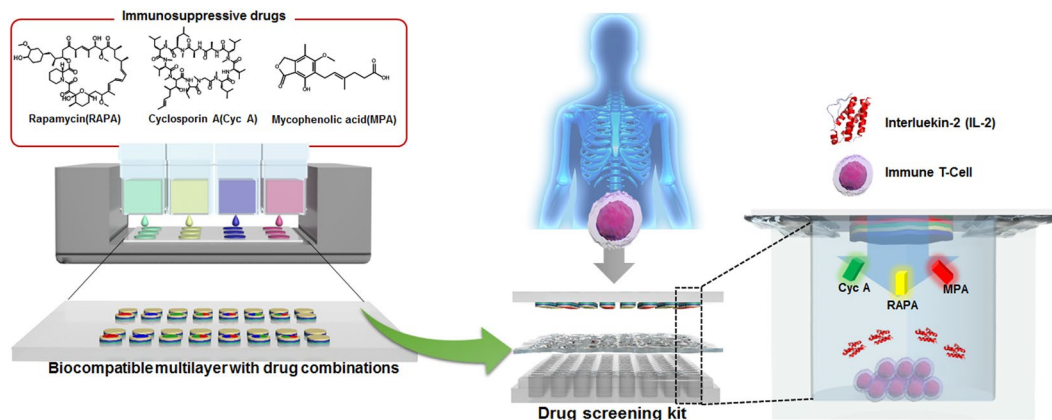 Immunosuppressive drugs
Rapamycin(RAPA)
Cyclosporin A(Cyc A)
Mycophenolic acid(MPA)
Biocompatible multilayer with drug combinations
Drug screening kit
Interluekin-2 (IL-2)
Immune T-Cell
Cyc A
RAPA
MPA